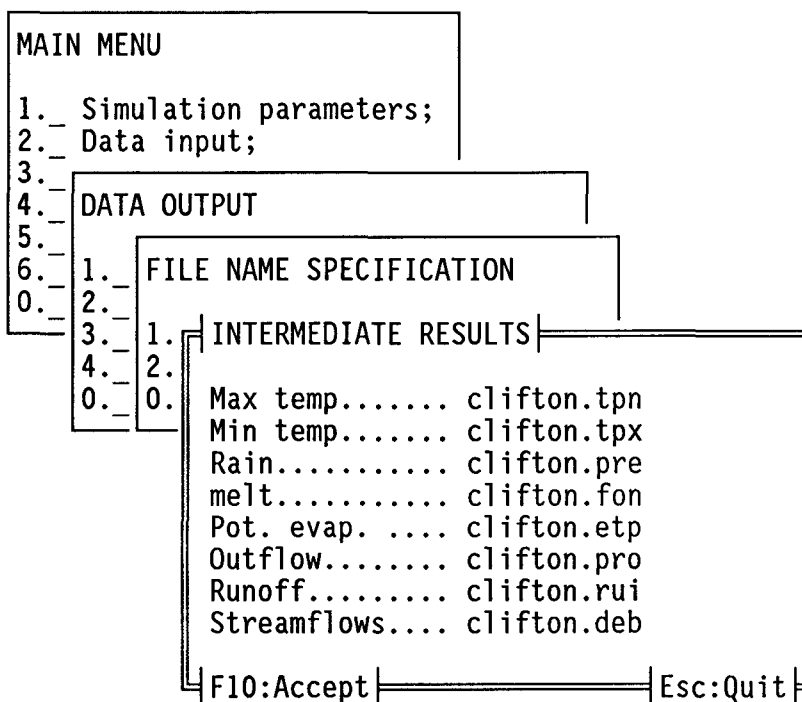 MAIN MENU
1._ Simulation parameters;
2._ Data input;
3._
4._
5._
6._
0._
DATA OUTPUT
1._
2._
3._
4._
0._
FILE NAME SPECIFICATION
1.
2.
0.
INTERMEDIATE RESULTS
Max temp....... clifton.tpn
Min temp....... clifton.tpx
Rain........... clifton.pre
melt........... clifton.fon
Pot. evap. .... clifton.etp
Outflow........ clifton.pro
Runoff......... clifton.rui
Streamflows.... clifton.deb
F10:Accept
Esc:Quit